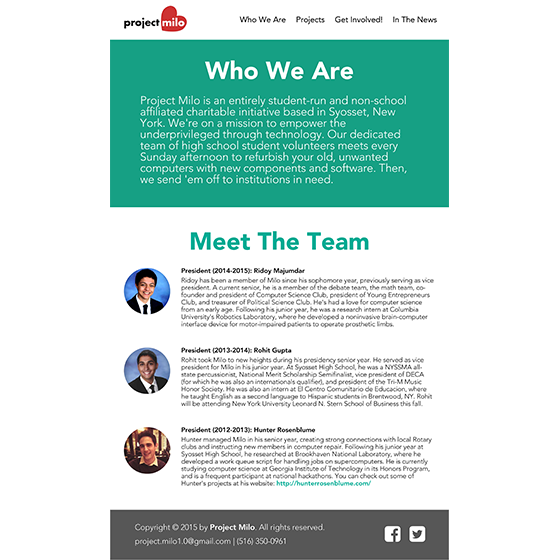 project milo
Who We Are Projects Get Involved! In The News
Who We Are
Project Milo is an entirely student-run and non-school
affiliated charitable initiative based in Syosset, New
York. We're on a mission to empower the
underprivileged through technology. Our dedicated
team of high school student volunteers meets every
Sunday afternoon to refurbish your old, unwanted
computers with new components and software. Then,
we send 'em off to institutions in need.
Meet The Team
President (2014-2015): Ridoy Majumdar
Ridoy has been a member of Milo since his sophomore year, previously serving as vice
president. A current senior, he is a member of the debate team, the math team, co-
founder and president of Computer Science Club, president of Young Entrepreneurs
Club, and treasurer of Political Science Club. He's had a love for computer science
from an early age. Following his junior year, he was a research intern at Columbia
University's Robotics Laboratory, where he developed a noninvasive brain-computer
interface device for motor-impaired patients to operate prosthetic limbs.
President (2013-2014): Rohit Gupta
Rohit took Milo to new heights during his presidency senior year. He served as vice
president for Milo in his junior year. At Syosset High School, he was a NYSSMA all-
state percussionist, National Merit Scholarship Semifinalist, vice president of DECA
(for which he was also an internationals qualifier), and president of the Tri-M Music
Honor Society. He was also an intern at El Centro Comunitario de Educacion, where
he taught English as a second language to Hispanic students in Brentwood, NY. Rohit
will be attending New York University Leonard N. Stern School of Business this fall.
President (2012-2013): Hunter Rosenblume
Hunter managed Milo in his senior year, creating strong connections with local Rotary
clubs and instructing new members in computer repair. Following his junior year at
Syosset High School, he researched at Brookhaven National Laboratory, where he
developed a work queue script for handling jobs on supercomputers. He is currently
studying computer science at Georgia Institute of Technology in its Honors Program,
and is a frequent participant at national hackathons. You can check out some of
Hunter's projects at his website: http://hunterrosenblume.com/
Copyright © 2015 by Project Milo. All rights reserved.
project.milo1.0@gmail.com | (516) 350-0961